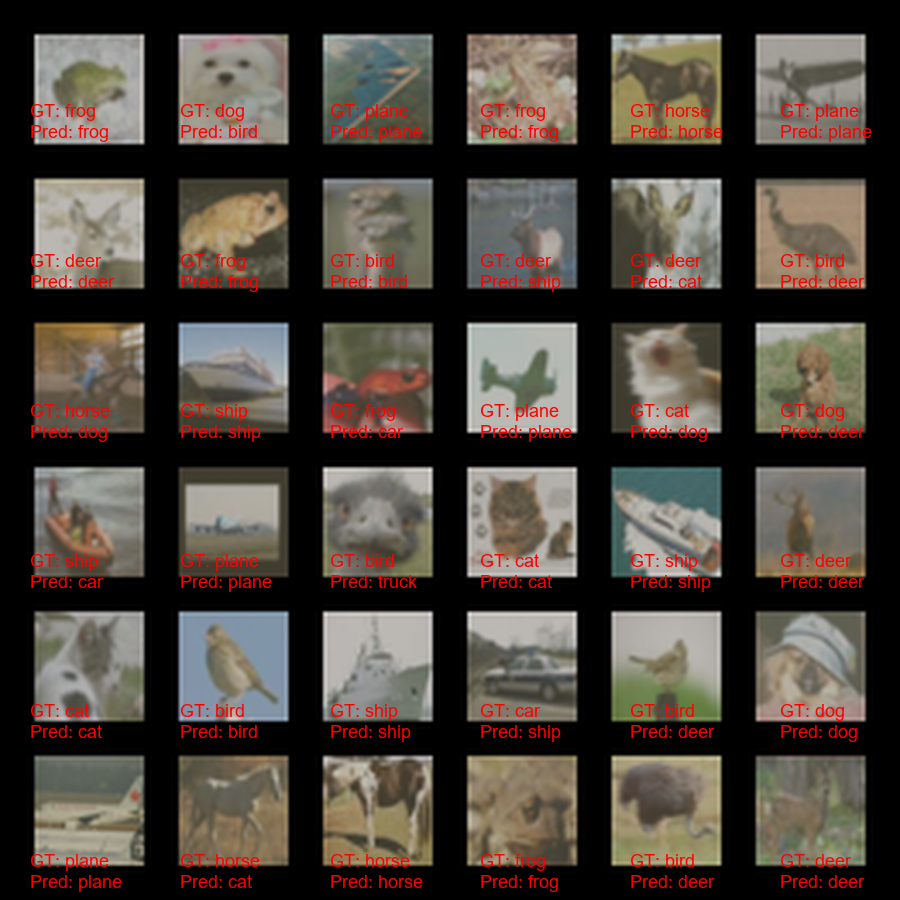 GT: frog
Pred: frog
GT: dog
Pred: bird
GT: plane
Pred: plane
GT: frog
Pred: frog
GT: horse
Pred: horse
GT: plane
Pred: plane
GT: deer
Pred: deer
GT: frog
Pred: frog
GT: bird
Pred: bird
GT: deer
Pred: ship
GT: deer
Pred: cat
GT: bird
Pred: deer
GT: horse
Pred: dog
GT: ship
Pred: ship
GT: frog
Pred: car
GT: plane
Pred: plane
GT: cat
Pred: dog
GT: dog
Pred: deer
GT: ship
Pred: car
GT: plane
Pred: plane
GT: bird
Pred: truck
GT: cat
Pred: cat
GT: ship
Pred: ship
GT: deer
Pred: deer
GT: cat
Pred: cat
GT: bird
Pred: bird
GT: ship
Pred: ship
GT: car
Pred: ship
GT: bird
Pred: deer
GT: dog
Pred: dog
GT: plane
Pred: plane
GT: horse
Pred: cat
GT: horse
Pred: horse
GT: frog
Pred: frog
GT: bird
Pred: deer
GT: deer
Pred: deer